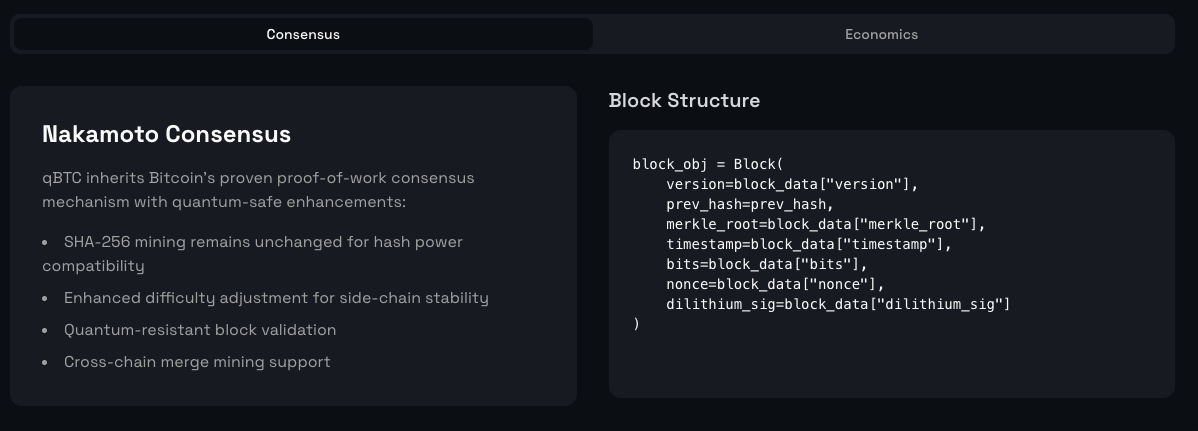 Consensus
Economics
Nakamoto Consensus
qBTC inherits Bitcoin's proven proof-of-work consensus
mechanism with quantum-safe enhancements:
• SHA-256 mining remains unchanged for hash power
compatibility
• Enhanced difficulty adjustment for side-chain stability
• Quantum-resistant block validation
• Cross-chain merge mining support
Block Structure
block_obj = Block(
    version=block_data["version"],
    prev_hash=prev_hash,
    merkle_root=block_data["merkle_root"],
    timestamp=block_data["timestamp"],
    bits=block_data["bits"],
    nonce=block_data["nonce"],
    dilithium_sig=block_data["dilithium_sig"]
)